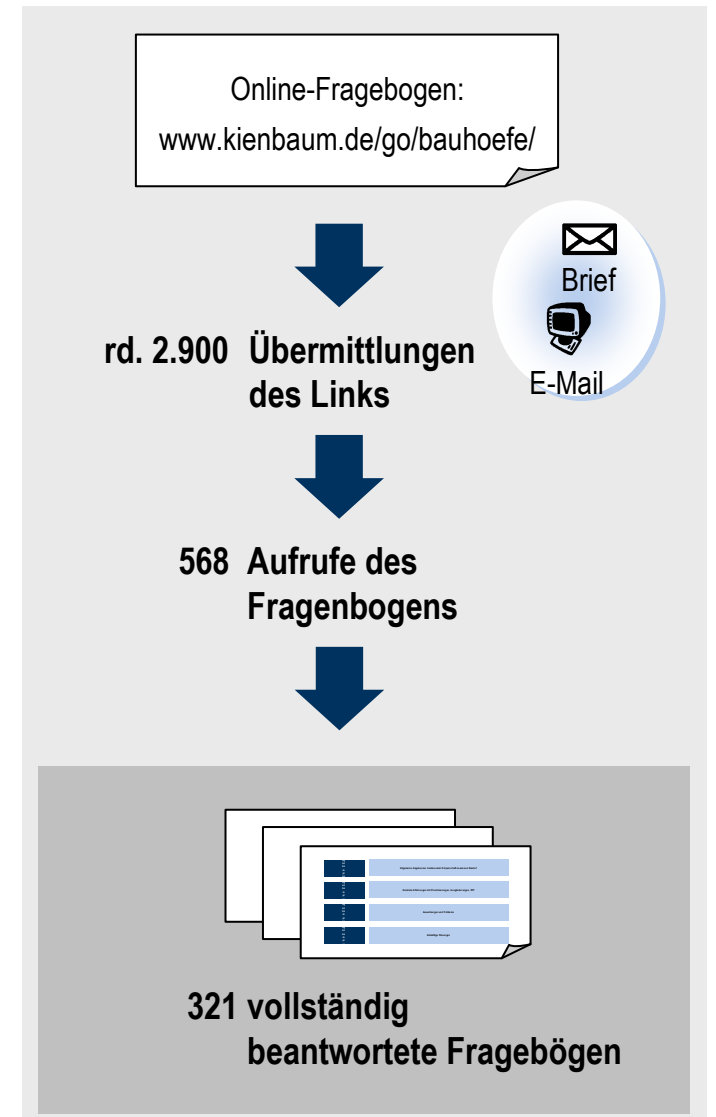 Online-Fragebogen:
www.kienbaum.de/go/bauhoefe/
Brief
E-Mail
rd. 2.900 Übermittlungen
des Links
568 Aufrufe des
Fragenbogens
321 vollständig
beantwortete Fragebögen